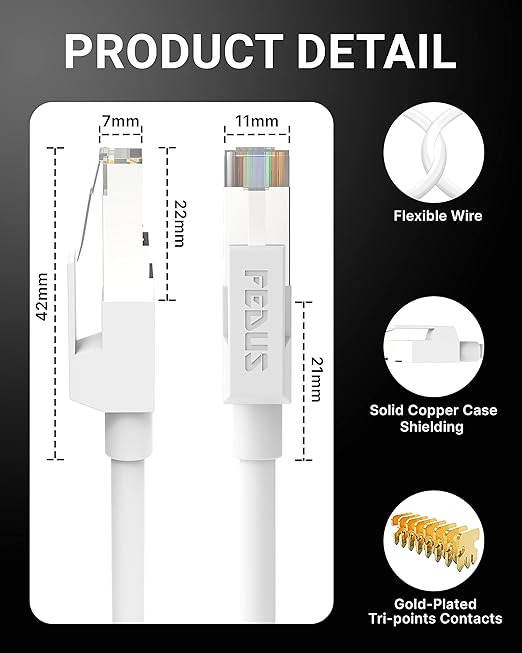 PRODUCT DETAIL
7mm
11mm
42mm
22mm
21mm
FEDUS
Flexible Wire
Solid Copper Case
Shielding
Gold-Plated
Tri-points Contacts